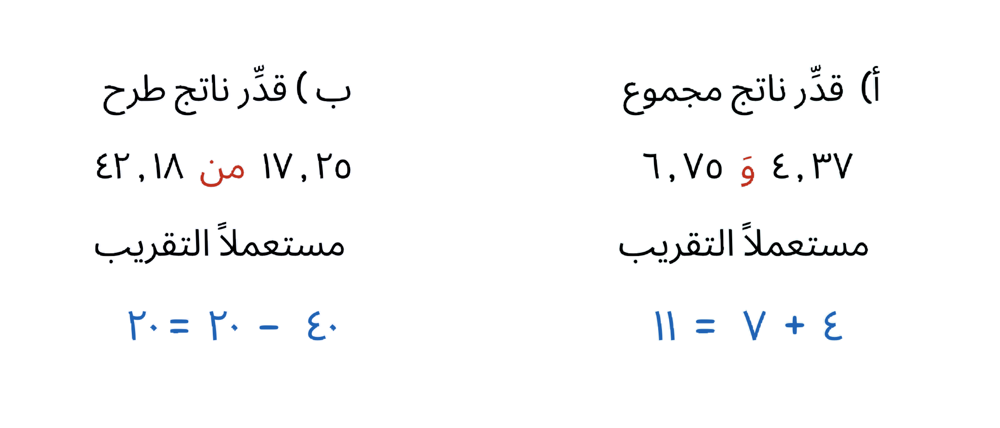 أ) قدِّر ناتج مجموع
٤,٣٧ وَ ٦,٧٥
مستعملاً التقريب
٤ + ٧ = ١١
ب ) قدِّر ناتج طرح
١٧,٢٥ من ٤٢,١٨
مستعملاً التقريب
٤٠ − ٢٠ = ٢٠